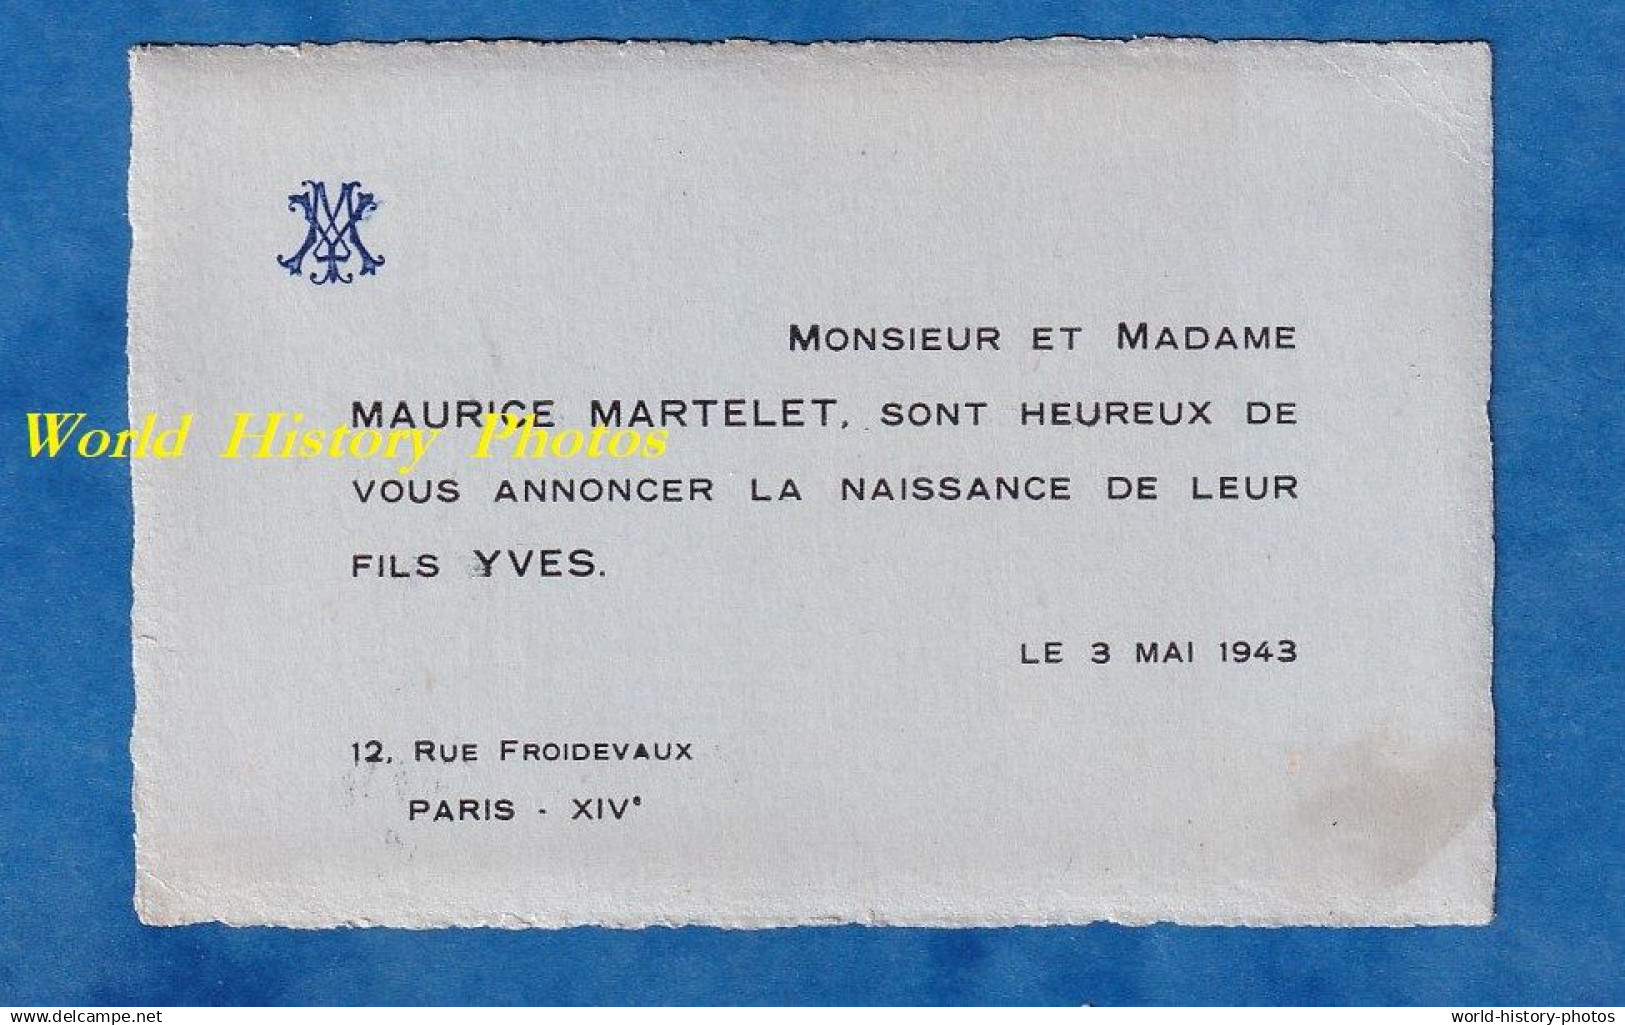 YM
MONSIEUR ET MADAME
MAURICE MARTELET, SONT HEUREUX DE
World History Photos
VOUS ANNONCER LA NAISSANCE DE LEUR
FILS YVES.
LE 3 MAI 1943
12, RUE FROIDEVAUX
PARIS - XIVe
www.delcampe.net
world-history-photos